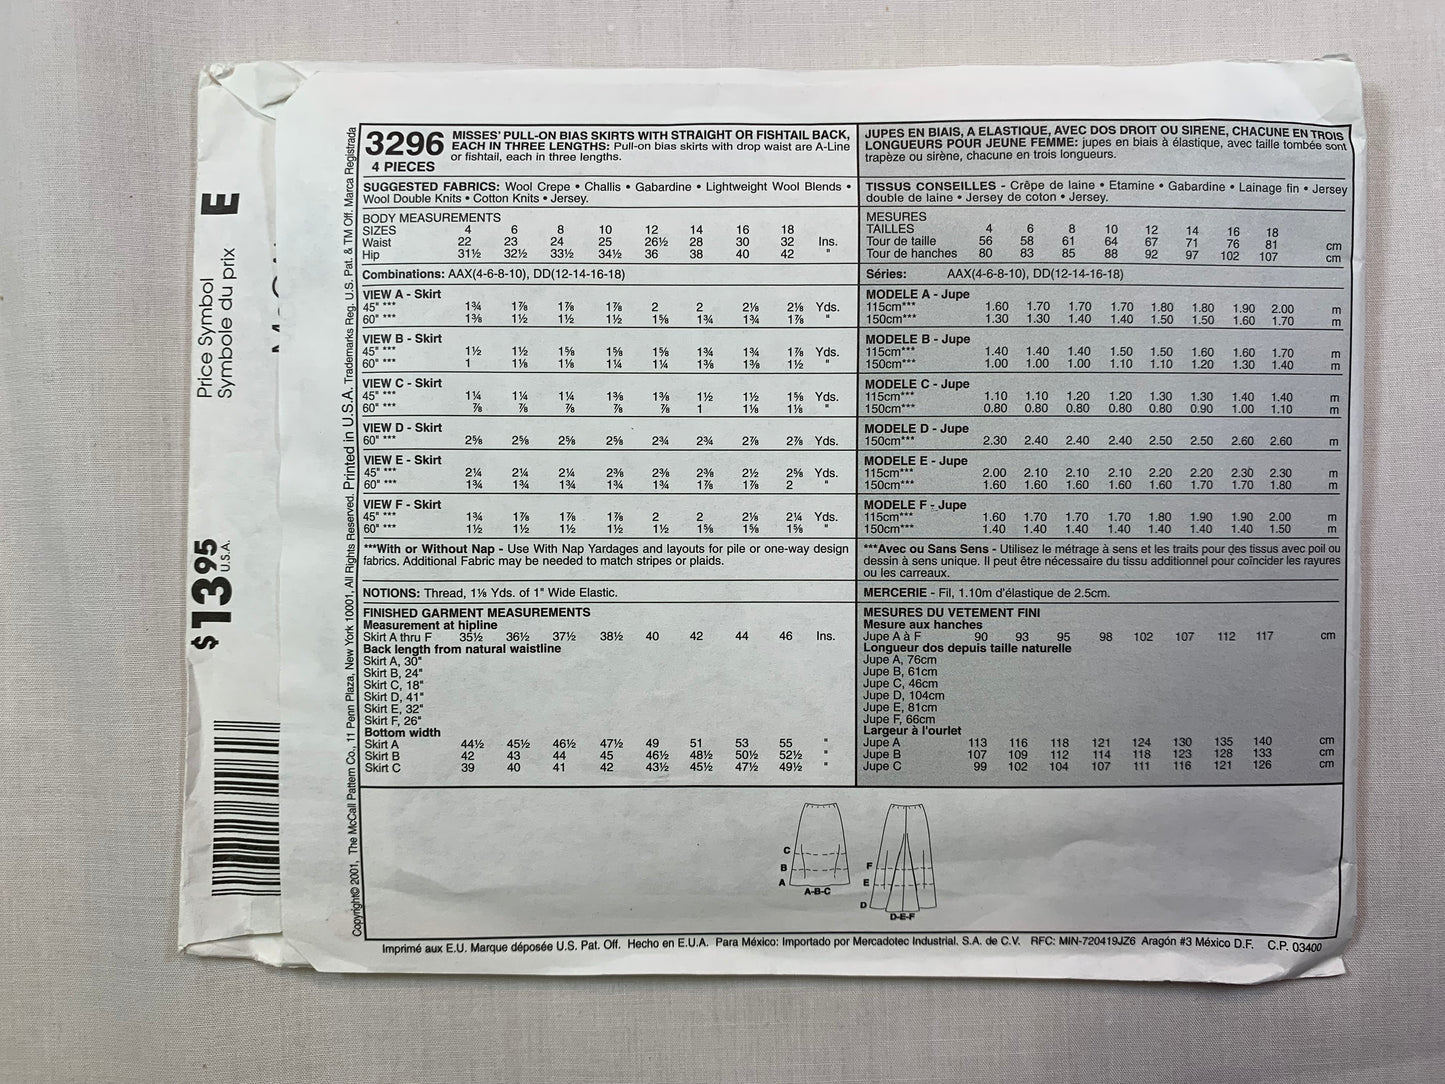 Price Symbol
Symbole du prix
E
$13.95
U.S.A.
Copyright© 2001, The McCall Pattern Co., 11 Penn Plaza, New York 10001, All Rights Reserved. Printed in U.S.A. Trademarks Reg. U.S. Pat. & TM Off. Marca Registrada
3296
4 PIECES
MISSES' PULL-ON BIAS SKIRTS WITH STRAIGHT OR FISHTAIL BACK,
EACH IN THREE LENGTHS: Pull-on bias skirts with drop waist are A-Line
or fishtail, each in three lengths.
SUGGESTED FABRICS: Wool Crepe • Challis • Gabardine • Lightweight Wool Blends •
Wool Double Knits • Cotton Knits • Jersey.
BODY MEASUREMENTS
SIZES 4 6 8 10 12 14 16 18
Waist 22 23 24 25 26½ 28 30 32 Ins.
Hip 31½ 32½ 33½ 34½ 36 38 40 42 "
Combinations: AAX(4-6-8-10), DD(12-14-16-18)
VIEW A - Skirt
45" *** 1¾ 1⅞ 1⅞ 1⅞ 2 2 2⅛ 2⅛ Yds.
60" *** 1⅜ 1½ 1½ 1½ 1⅝ 1¾ 1¾ 1⅞ "
VIEW B - Skirt
45" *** 1½ 1½ 1⅝ 1⅝ 1⅝ 1¾ 1¾ 1⅞ Yds.
60" *** 1 1⅛ 1⅛ 1¼ 1¼ 1⅜ 1⅜ 1½ "
VIEW C - Skirt
45" *** 1¼ 1¼ 1¼ 1⅜ 1⅜ 1½ 1½ 1⅝ Yds.
60" *** ⅞ ⅞ ⅞ ⅞ ⅞ 1 1⅛ 1⅛ "
VIEW D - Skirt
60" *** 2⅝ 2⅝ 2⅝ 2⅝ 2¾ 2¾ 2⅞ 2⅞ Yds.
VIEW E - Skirt
45" *** 2¼ 2¼ 2¼ 2⅜ 2⅜ 2⅜ 2½ 2⅝ Yds.
60" *** 1¾ 1¾ 1¾ 1¾ 1¾ 1⅞ 1⅞ 2 "
VIEW F - Skirt
45" *** 1¾ 1⅞ 1⅞ 1⅞ 2 2 2⅛ 2¼ Yds.
60" *** 1½ 1½ 1½ 1½ 1½ 1⅝ 1⅝ 1⅝ "
***With or Without Nap - Use With Nap Yardages and layouts for pile or one-way design
fabrics. Additional Fabric may be needed to match stripes or plaids.
NOTIONS: Thread, 1⅛ Yds. of 1" Wide Elastic.
FINISHED GARMENT MEASUREMENTS
Measurement at hipline
Skirt A thru F 35½ 36½ 37½ 38½ 40 42 44 46 Ins.
Back length from natural waistline
Skirt A, 30"
Skirt B, 24"
Skirt C, 18"
Skirt D, 41"
Skirt E, 32"
Skirt F, 26"
Bottom width
Skirt A 44½ 45½ 46½ 47½ 49 51 53 55 "
Skirt B 42 43 44 45 46½ 48½ 50½ 52½ "
Skirt C 39 40 41 42 43½ 45½ 47½ 49½ "
JUPES EN BIAIS, A ELASTIQUE, AVEC DOS DROIT OU SIRENE, CHACUNE EN TROIS
LONGUEURS POUR JEUNE FEMME: jupes en biais à élastique, avec taille tombée sont
trapèze ou sirène, chacune en trois longueurs.
TISSUS CONSEILLES - Crêpe de laine • Etamine • Gabardine • Lainage fin • Jersey
double de laine • Jersey de coton • Jersey.
MESURES
TAILLES 4 6 8 10 12 14 16 18
Tour de taille 56 58 61 64 67 71 76 81 cm
Tour de hanches 80 83 85 88 92 97 102 107 cm
Séries: AAX(4-6-8-10), DD(12-14-16-18)
MODELE A - Jupe
115cm*** 1.60 1.70 1.70 1.70 1.80 1.80 1.90 2.00 m
150cm*** 1.30 1.30 1.40 1.40 1.50 1.50 1.60 1.70 m
MODELE B - Jupe
115cm*** 1.40 1.40 1.40 1.50 1.50 1.60 1.60 1.70 m
150cm*** 1.00 1.00 1.00 1.10 1.10 1.20 1.30 1.40 m
MODELE C - Jupe
115cm*** 1.10 1.10 1.20 1.20 1.30 1.30 1.40 1.40 m
150cm*** 0.80 0.80 0.80 0.80 0.80 0.90 1.00 1.10 m
MODELE D - Jupe
150cm*** 2.30 2.40 2.40 2.40 2.50 2.50 2.60 2.60 m
MODELE E - Jupe
115cm*** 2.00 2.10 2.10 2.10 2.20 2.20 2.30 2.30 m
150cm*** 1.60 1.60 1.60 1.60 1.60 1.70 1.70 1.80 m
MODELE F - Jupe
115cm*** 1.60 1.70 1.70 1.70 1.80 1.90 1.90 2.00 m
150cm*** 1.40 1.40 1.40 1.40 1.40 1.40 1.40 1.50 m
***Avec ou Sans Sens - Utilisez le métrage à sens et les traits pour des tissus avec poil ou
dessin à sens unique. Il peut être nécessaire du tissu additionnel pour coïncider les rayures
ou les carreaux.
MERCERIE - Fil, 1.10m d'élastique de 2.5cm.
MESURES DU VETEMENT FINI
Mesure aux hanches
Jupe A à F 90 93 95 98 102 107 112 117 cm
Longueur dos depuis taille naturelle
Jupe A, 76cm
Jupe B, 61cm
Jupe C, 46cm
Jupe D, 104cm
Jupe E, 81cm
Jupe F, 66cm
Largeur à l'ourlet
Jupe A 113 116 118 121 124 130 135 140 cm
Jupe B 107 109 112 114 118 123 128 133 cm
Jupe C 99 102 104 107 111 116 121 126 cm
C
B
A
A-B-C
F
E
D
D-E-F
Imprimé aux E.U. Marque déposée U.S. Pat. Off. Hecho en E.U.A. Para México: Importado por Mercadotec Industrial. S.A. de C.V. RFC: MIN-720419JZ6 Aragón #3 México D.F. C.P. 03400